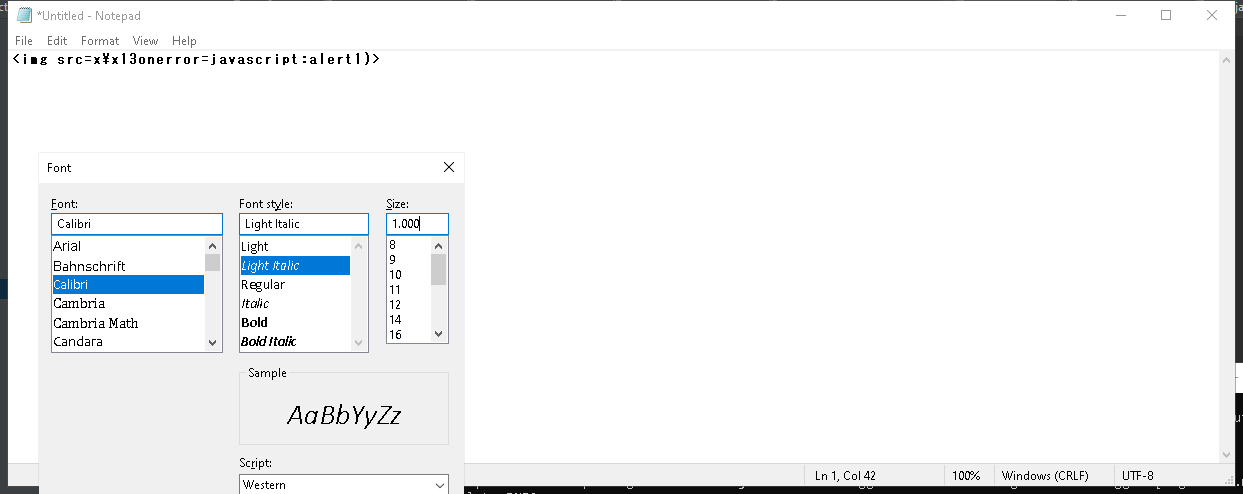 *Untitled - Notepad
File Edit Format View Help
<img src=x¥x13onerror=javascript:alert1)>
Font
Font: Font style: Size:
Calibri Light Italic 1.000
Arial Light 8
Bahnschrift Light Italic 9
Calibri Regular 10
Cambria Italic 11
Cambria Math Bold 12
Candara Bold Italic 14
16
Sample
AaBbYyZz
Script:
Western
Ln 1, Col 42 100% Windows (CRLF) UTF-8